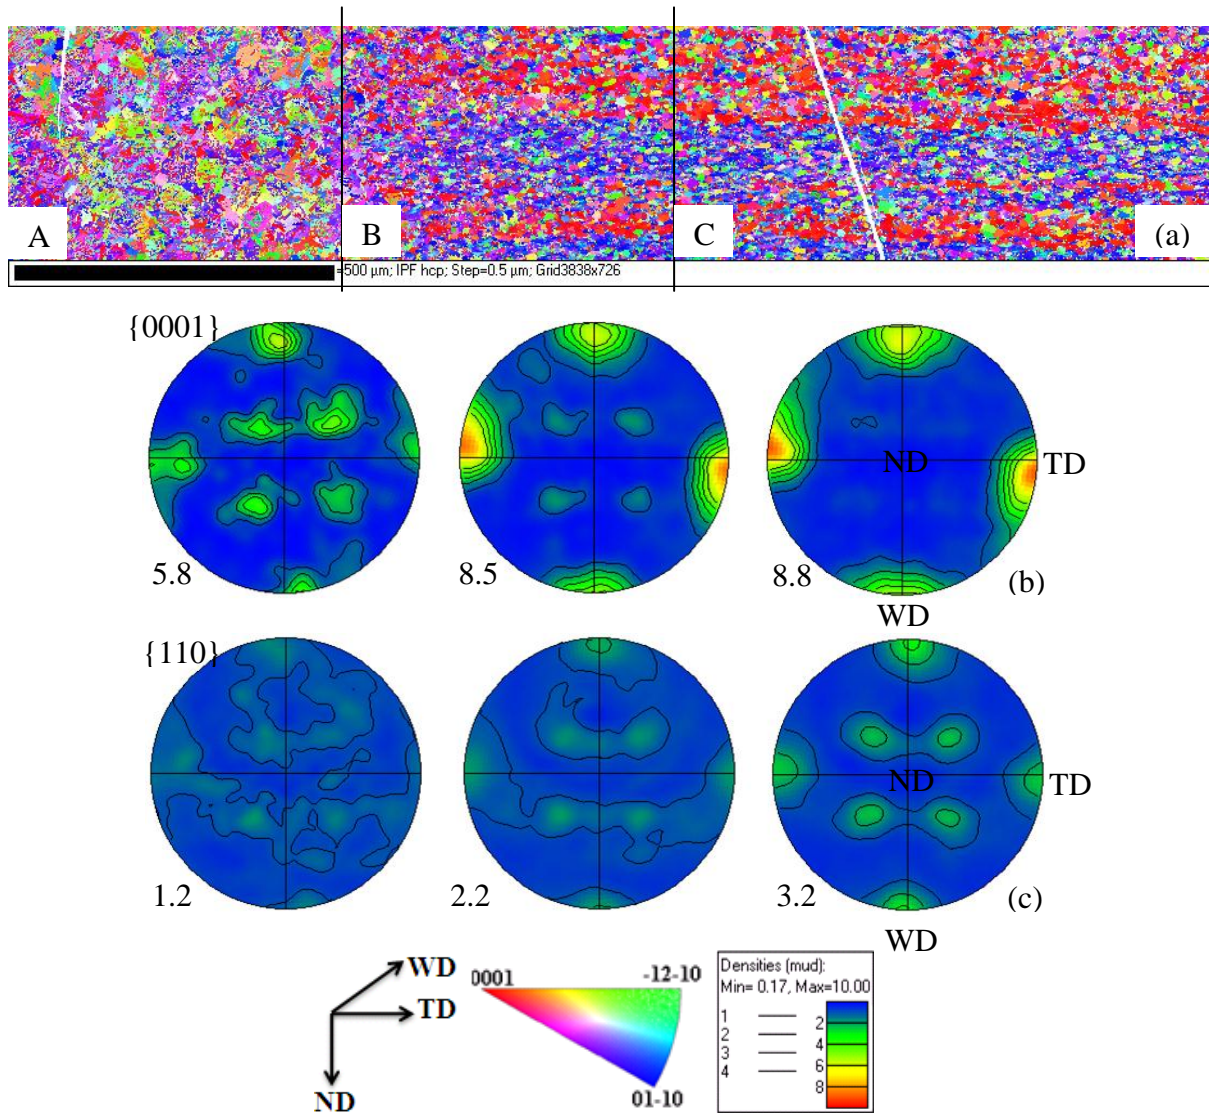 A B C (a)
=500 µm; IPF hcp; Step=0.5 µm; Grid3838x726
{0001}
ND TD
5.8 8.5 8.8 (b)
WD
{110}
ND TD
1.2 2.2 3.2 (c)
WD
WD
TD
ND
0001 -12-10
01-10
Densities (mud):
Min= 0.17, Max=10.00
1
2
3
4
2
4
6
8